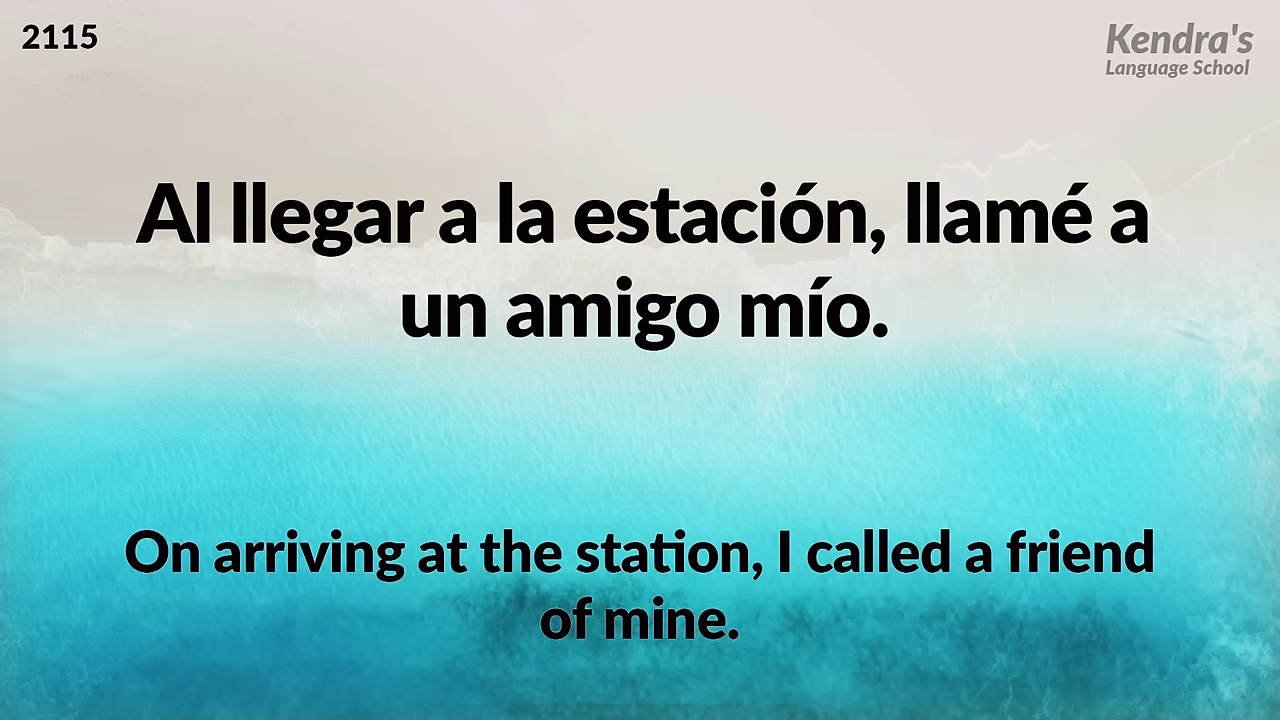 2115
Kendra's
Language School
Al llegar a la estación, llamé a
un amigo mío.
On arriving at the station, I called a friend
of mine.